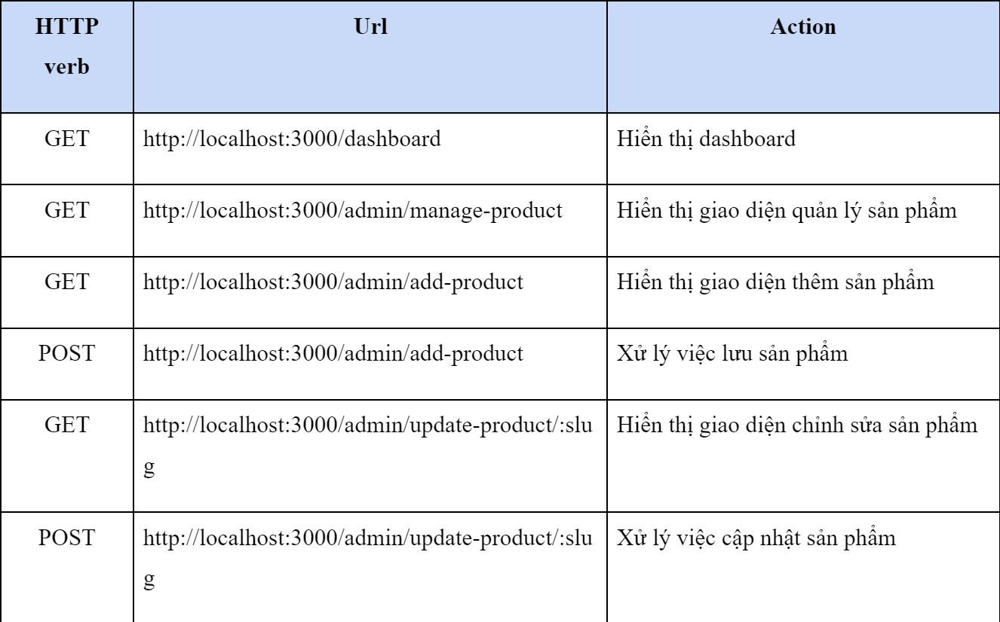 HTTP
verb
Url
Action
GET
http://localhost:3000/dashboard
Hiển thị dashboard
GET
http://localhost:3000/admin/manage-product
Hiển thị giao diện quản lý sản phẩm
GET
http://localhost:3000/admin/add-product
Hiển thị giao diện thêm sản phẩm
POST
http://localhost:3000/admin/add-product
Xử lý việc lưu sản phẩm
GET
http://localhost:3000/admin/update-product/:slu
g
Hiển thị giao diện chỉnh sửa sản phẩm
POST
http://localhost:3000/admin/update-product/:slu
g
Xử lý việc cập nhật sản phẩm